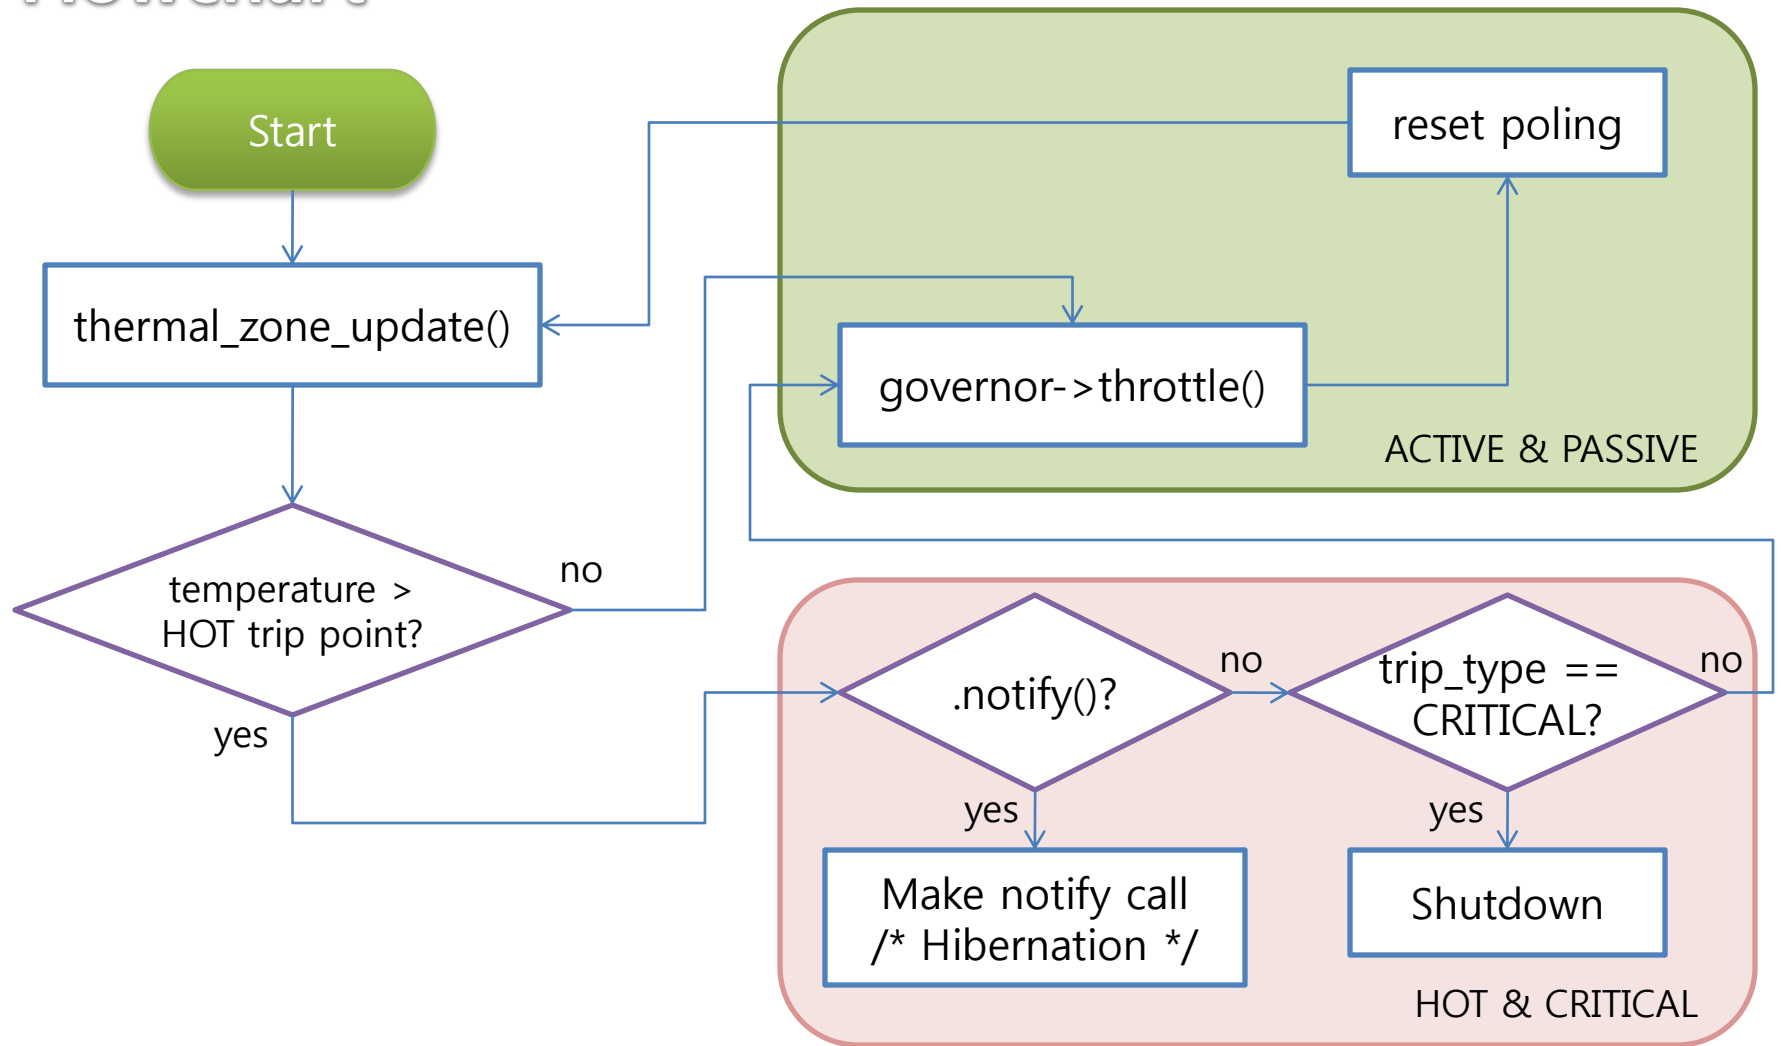 Flowchart
Start
reset poling
thermal_zone_update()
governor->throttle()
ACTIVE & PASSIVE
temperature >
HOT trip point?
no
yes
.notify()?
no
trip_type ==
CRITICAL?
no
yes
yes
Make notify call
/* Hibernation */
Shutdown
HOT & CRITICAL